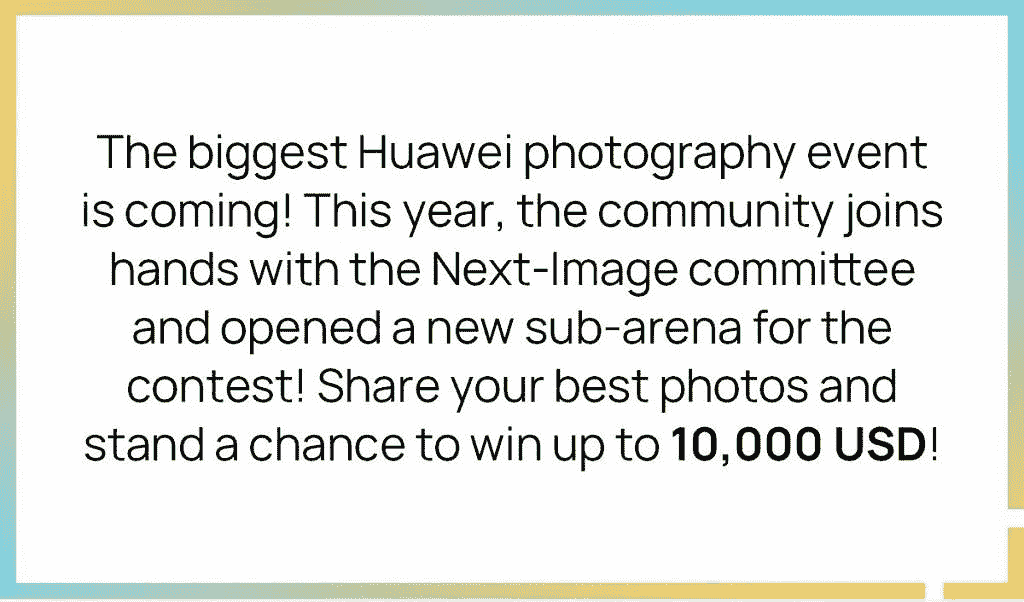 The biggest Huawei photography event
is coming! This year, the community joins
hands with the Next-Image committee
and opened a new sub-arena for the
contest! Share your best photos and
stand a chance to win up to 10,000 USD!